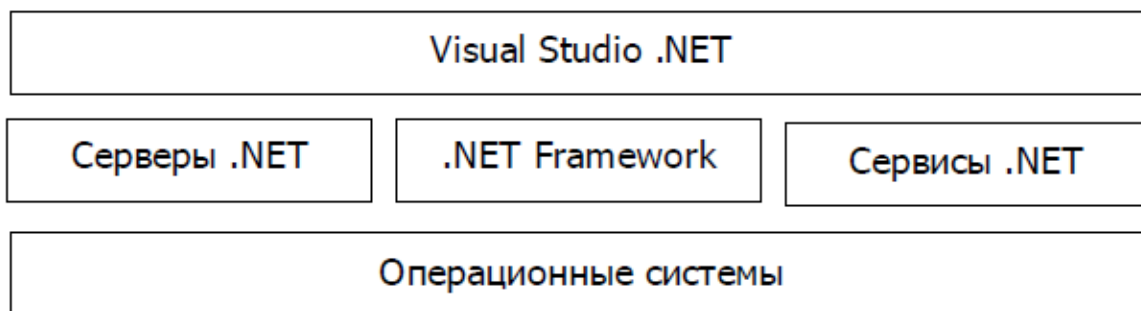 Visual Studio .NET
Серверы .NET
.NET Framework
Сервисы .NET
Операционные системы